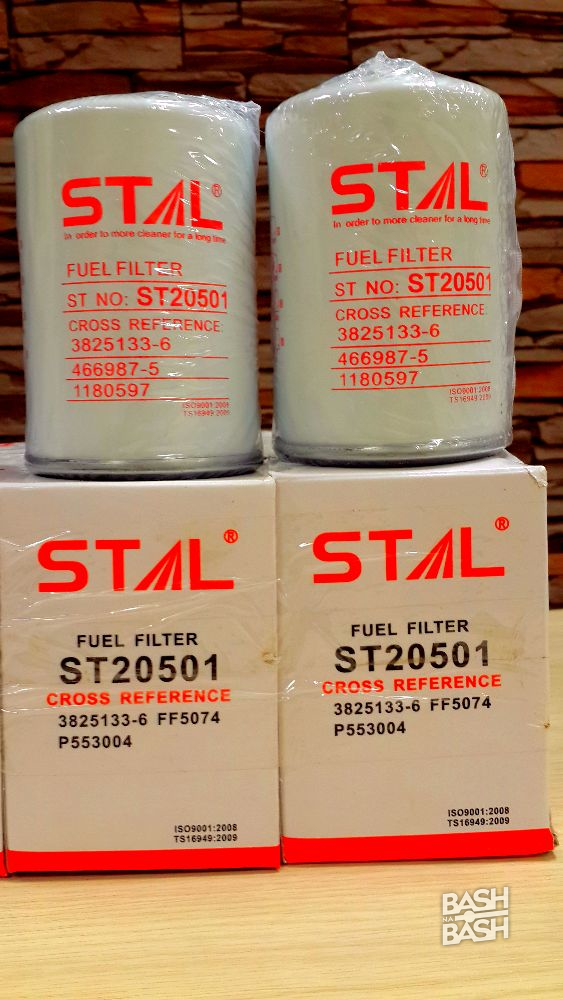 STAL®
In order to more cleaner for a long time
FUEL FILTER
ST NO: ST20501
CROSS REFERENCE:
3825133-6
466987-5
1180597
ISO9001:2008
TS16949:2009
STAL®
In order to more cleaner for a long time
FUEL FILTER
ST NO: ST20501
CROSS REFERENCE:
3825133-6
466987-5
1180597
ISO9001:2008
TS16949:2009
STAL®
FUEL FILTER
ST20501
CROSS REFERENCE
3825133-6 FF5074
P553004
ISO9001:2008
TS16949:2009
STAL®
FUEL FILTER
ST20501
CROSS REFERENCE
3825133-6 FF5074
P553004
ISO9001:2008
TS16949:2009
BASH
NA
BASH